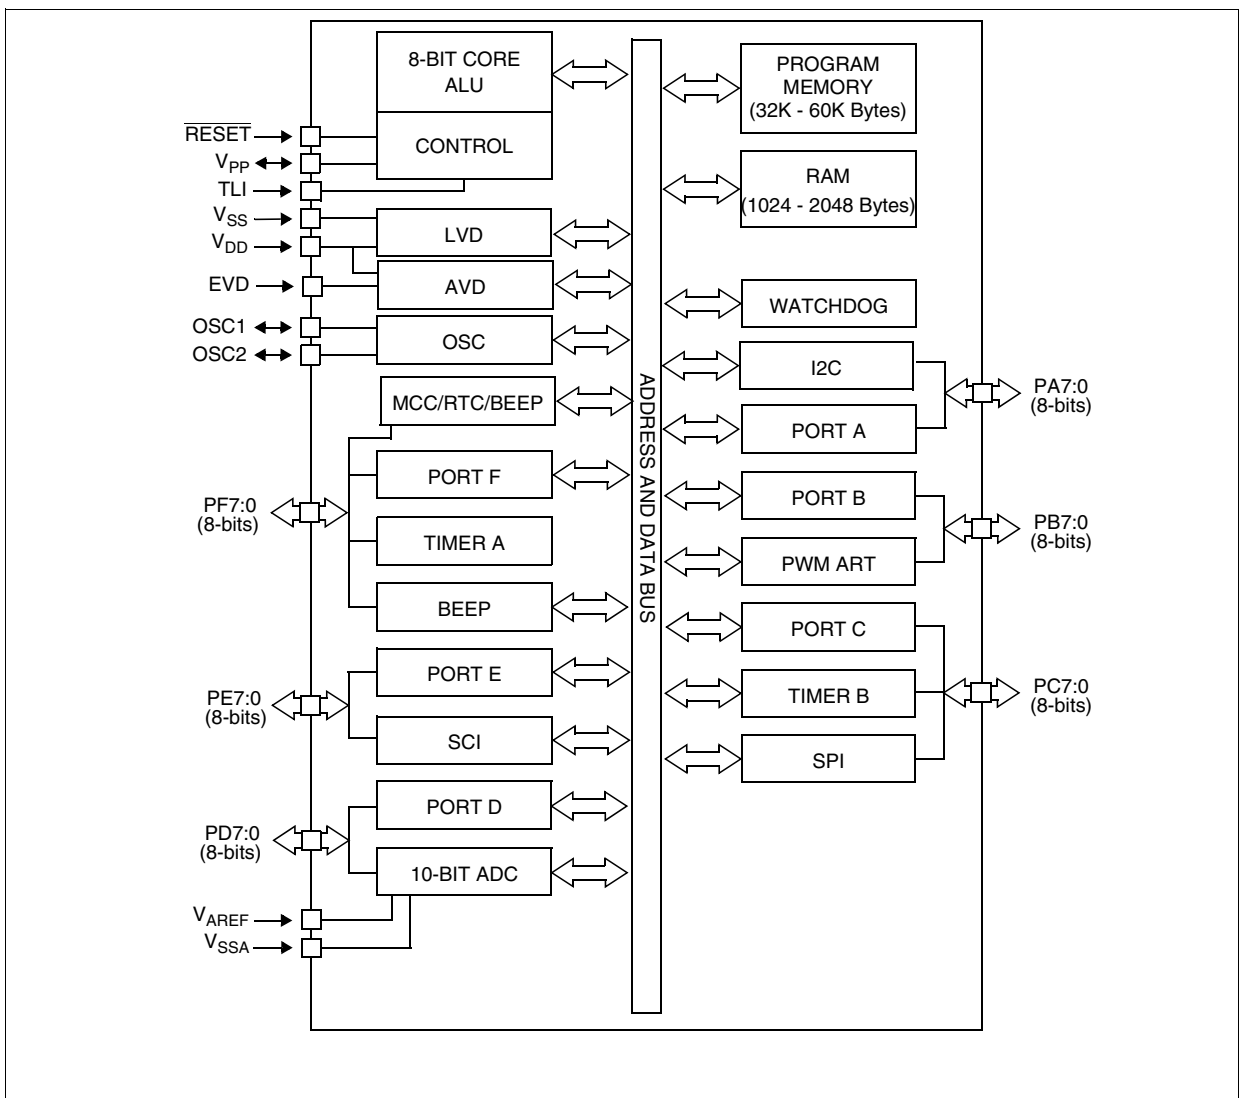 8-BIT CORE
ALU
CONTROL
RESET
VPP
TLI
VSS
VDD
EVD
OSC1
OSC2
LVD
AVD
OSC
MCC/RTC/BEEP
PORT F
TIMER A
BEEP
PF7:0
(8-bits)
PORT E
SCI
PE7:0
(8-bits)
PORT D
10-BIT ADC
PD7:0
(8-bits)
VAREF
VSSA
ADDRESS AND DATA BUS
PROGRAM
MEMORY
(32K - 60K Bytes)
RAM
(1024 - 2048 Bytes)
WATCHDOG
I2C
PORT A
PA7:0
(8-bits)
PORT B
PWM ART
PB7:0
(8-bits)
PORT C
TIMER B
SPI
PC7:0
(8-bits)